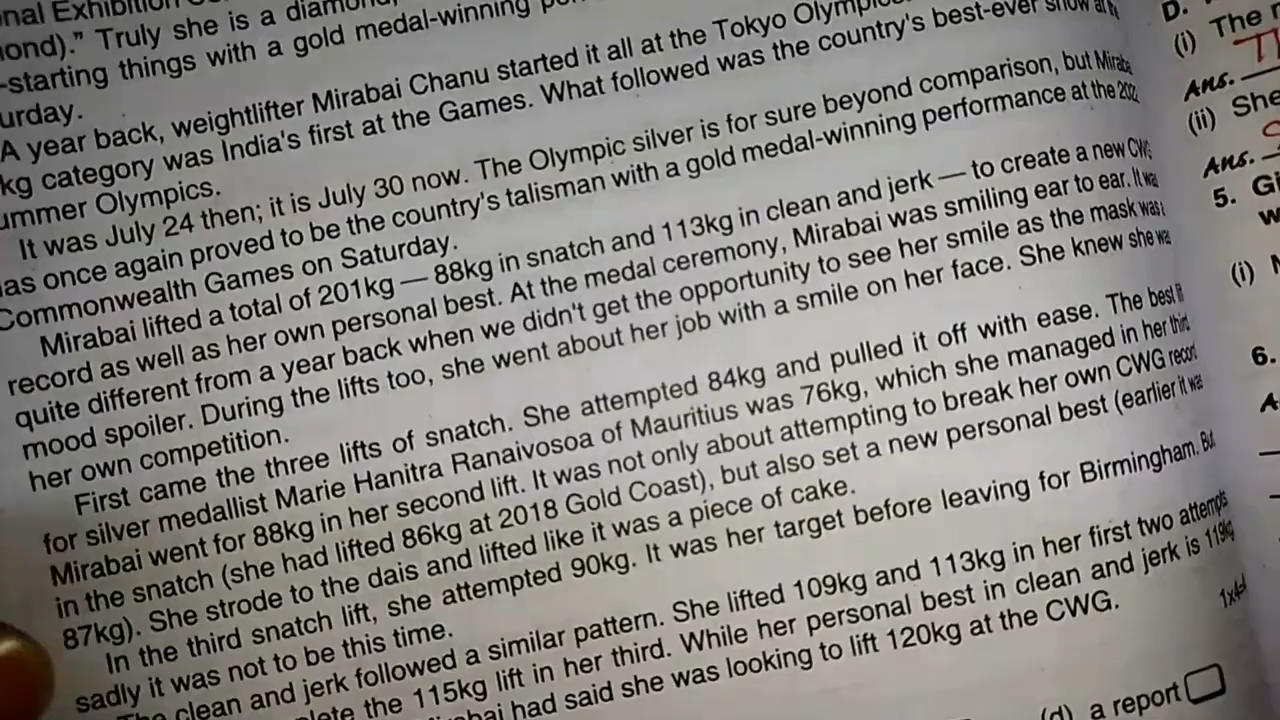 nal Exhibition
ond)." Truly she is a diamond,
-starting things with a gold medal-winning
urday.
A year back, weightlifter Mirabai Chanu started it all at the Tokyo Olympics
kg category was India's first at the Games. What followed was the country's best-ever show at
ummer Olympics.
It was July 24 then; it is July 30 now. The Olympic silver is for sure beyond comparison, but Miraba
as once again proved to be the country's talisman with a gold medal-winning performance at the 202
Commonwealth Games on Saturday.
Mirabai lifted a total of 201kg — 88kg in snatch and 113kg in clean and jerk — to create a new CWG
record as well as her own personal best. At the medal ceremony, Mirabai was smiling ear to ear. It was
quite different from a year back when we didn't get the opportunity to see her smile as the mask was a
mood spoiler. During the lifts too, she went about her job with a smile on her face. She knew she was
her own competition.
First came the three lifts of snatch. She attempted 84kg and pulled it off with ease. The best lif
for silver medallist Marie Hanitra Ranaivosoa of Mauritius was 76kg, which she managed in her third
Mirabai went for 88kg in her second lift. It was not only about attempting to break her own CWG record
in the snatch (she had lifted 86kg at 2018 Gold Coast), but also set a new personal best (earlier it was
87kg). She strode to the dais and lifted like it was a piece of cake.
In the third snatch lift, she attempted 90kg. It was her target before leaving for Birmingham. But
sadly it was not to be this time.
The clean and jerk followed a similar pattern. She lifted 109kg and 113kg in her first two attempts
lete the 115kg lift in her third. While her personal best in clean and jerk is 119kg
bai had said she was looking to lift 120kg at the CWG.
(d) a report
D.
(i) The
Ans.
(ii) She
Ans.
5. Gi
w
(i)
6.
A